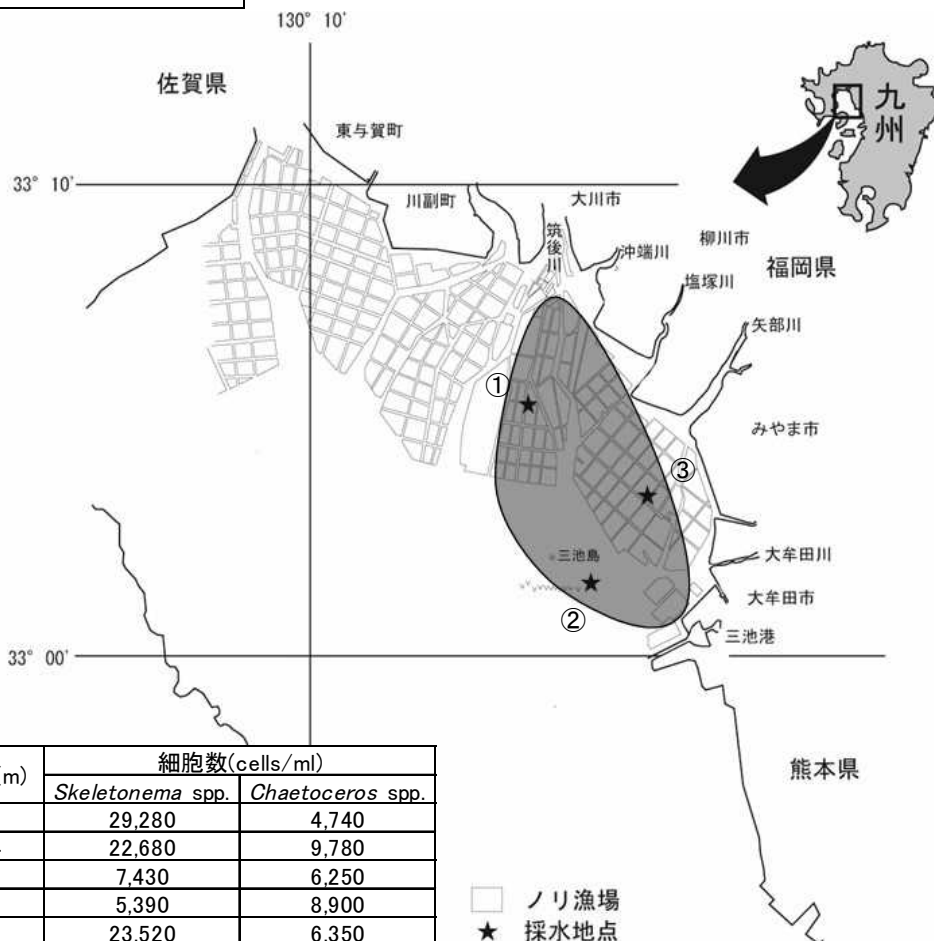 130° 10'
佐賀県
東与賀町
九州
33° 10'
川副町
大川市
筑後川
沖端川
柳川市
福岡県
塩塚川
矢部川
①
みやま市
③
三池島
大牟田川
大牟田市
②
三池港
33° 00'
熊本県
m)
細胞数(cells/ml)
Skeletonema spp.
Chaetoceros spp.
29,280 4,740
22,680 9,780
7,430 6,250
5,390 8,900
23,520 6,350
ノリ漁場
★ 採水地点